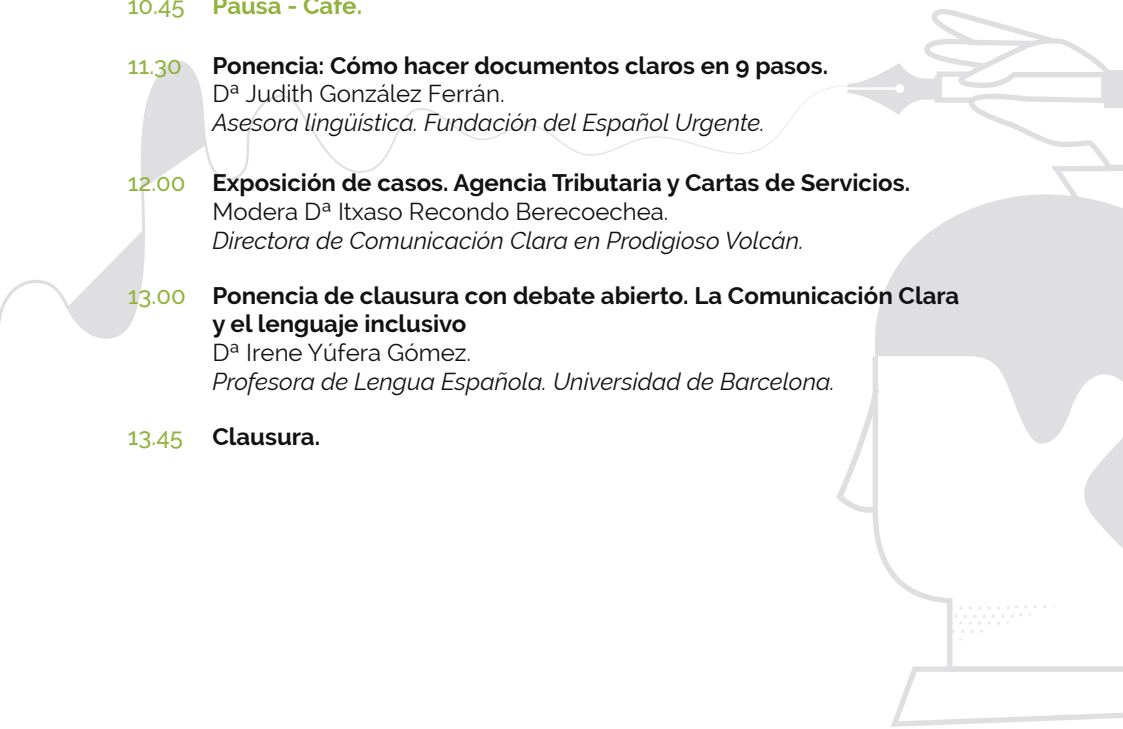 10.45 Pausa - Café.
11.30 Ponencia: Cómo hacer documentos claros en 9 pasos.
Dª Judith González Ferrán.
Asesora lingüística. Fundación del Español Urgente.
12.00 Exposición de casos. Agencia Tributaria y Cartas de Servicios.
Modera Dª Itxaso Recondo Berecoechea.
Directora de Comunicación Clara en Prodigioso Volcán.
13.00 Ponencia de clausura con debate abierto. La Comunicación Clara
y el lenguaje inclusivo
Dª Irene Yúfera Gómez.
Profesora de Lengua Española. Universidad de Barcelona.
13.45 Clausura.